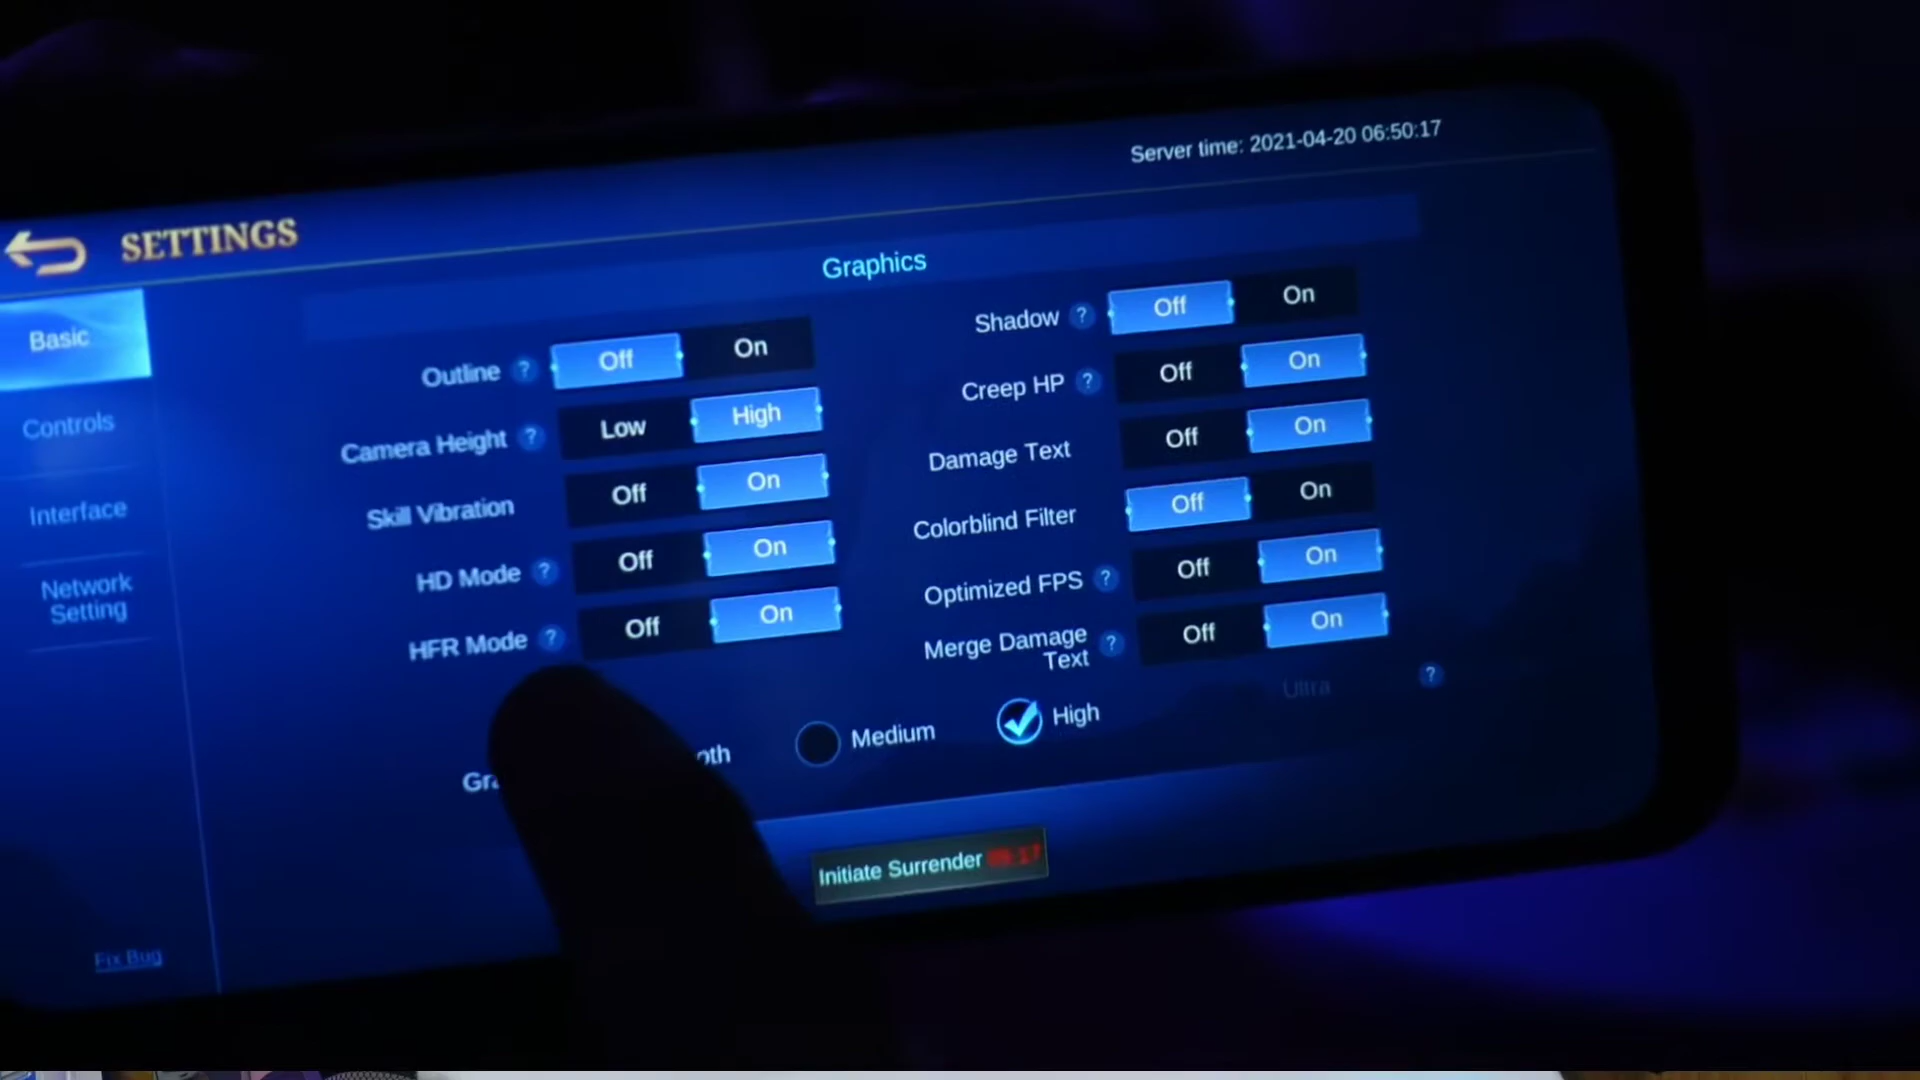 Server time: 2021-04-20 06:50:17
SETTINGS
Graphics
Basic
Controls
Interface
Network
Setting
Fix Bug
Outline ? Off On
Camera Height ? Low High
Skill Vibration Off On
HD Mode ? Off On
HFR Mode ? Off On
Shadow ? Off On
Creep HP ? Off On
Damage Text Off On
Colorblind Filter Off On
Optimized FPS ? Off On
Merge Damage
Text ? Off On
Medium High Ultra ?
Initiate Surrender